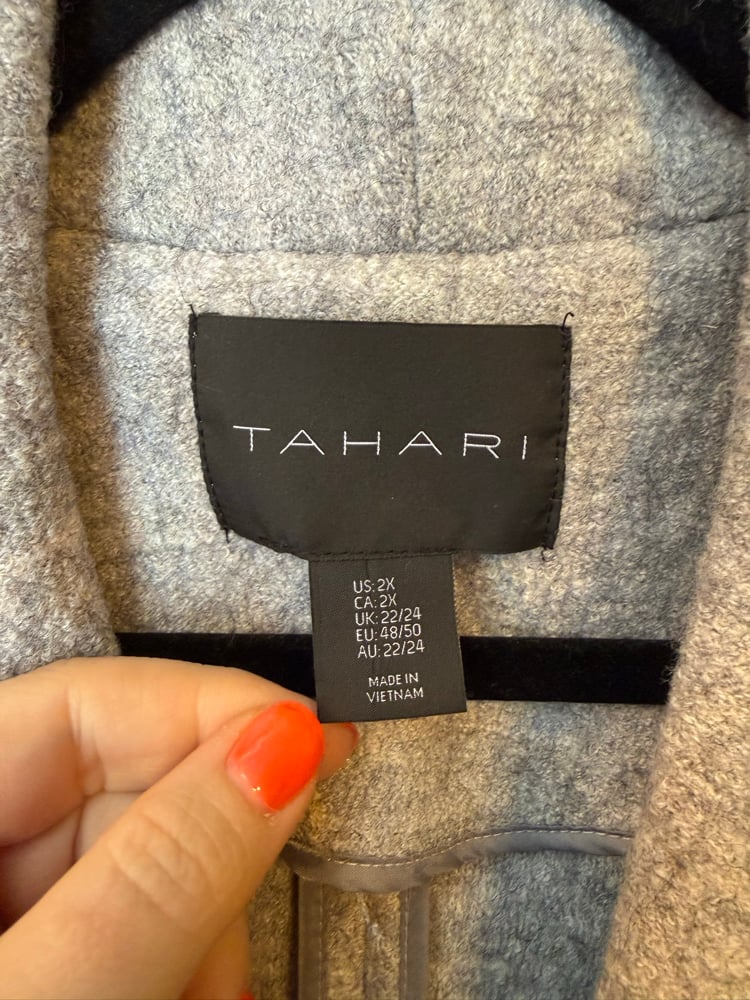 TAHARI
US: 2X
CA: 2X
UK: 22/24
EU: 48/50
AU: 22/24
MADE IN
VIETNAM